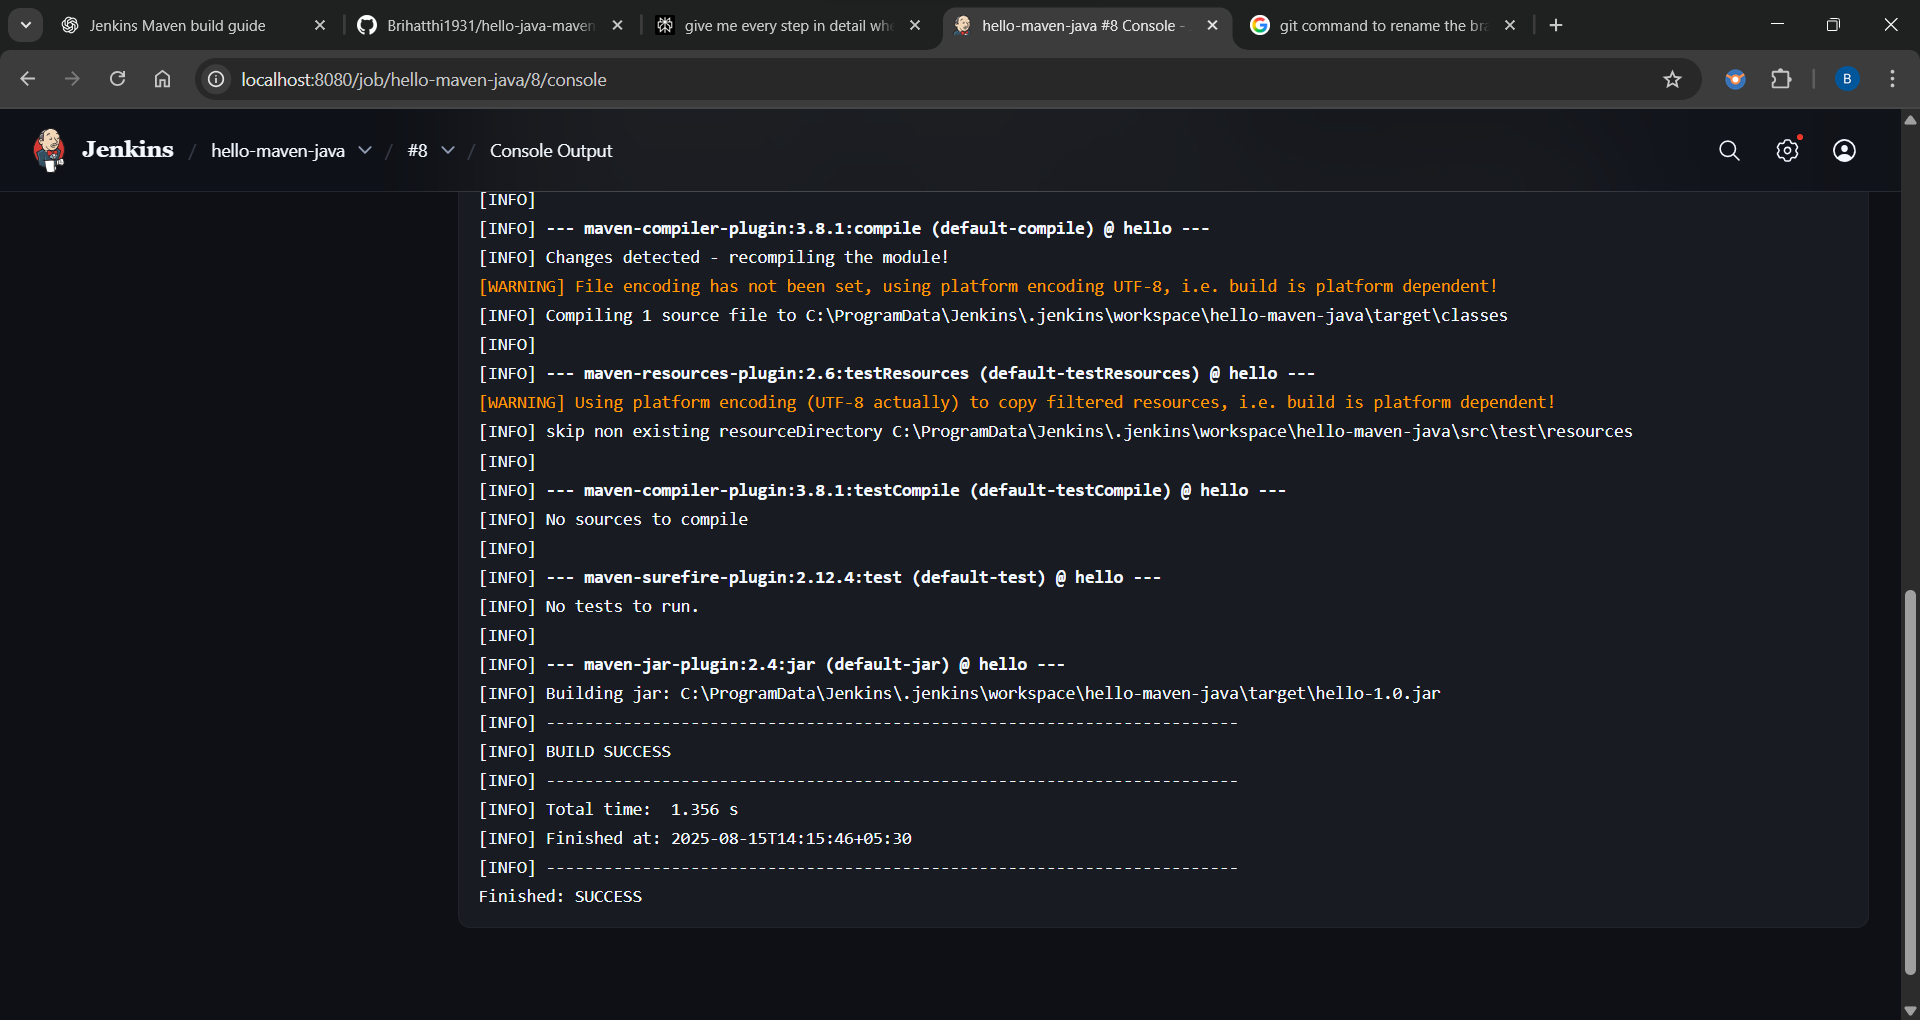 Jenkins Maven build guide
Brihatthi1931/hello-java-maven
give me every step in detail whe
hello-maven-java #8 Console -
git command to rename the bra
localhost:8080/job/hello-maven-java/8/console
B
Jenkins / hello-maven-java / #8 / Console Output
[INFO]
[INFO] --- maven-compiler-plugin:3.8.1:compile (default-compile) @ hello ---
[INFO] Changes detected - recompiling the module!
[WARNING] File encoding has not been set, using platform encoding UTF-8, i.e. build is platform dependent!
[INFO] Compiling 1 source file to C:\ProgramData\Jenkins\.jenkins\workspace\hello-maven-java\target\classes
[INFO]
[INFO] --- maven-resources-plugin:2.6:testResources (default-testResources) @ hello ---
[WARNING] Using platform encoding (UTF-8 actually) to copy filtered resources, i.e. build is platform dependent!
[INFO] skip non existing resourceDirectory C:\ProgramData\Jenkins\.jenkins\workspace\hello-maven-java\src\test\resources
[INFO]
[INFO] --- maven-compiler-plugin:3.8.1:testCompile (default-testCompile) @ hello ---
[INFO] No sources to compile
[INFO]
[INFO] --- maven-surefire-plugin:2.12.4:test (default-test) @ hello ---
[INFO] No tests to run.
[INFO]
[INFO] --- maven-jar-plugin:2.4:jar (default-jar) @ hello ---
[INFO] Building jar: C:\ProgramData\Jenkins\.jenkins\workspace\hello-maven-java\target\hello-1.0.jar
[INFO] ------------------------------------------------------------------------
[INFO] BUILD SUCCESS
[INFO] ------------------------------------------------------------------------
[INFO] Total time:  1.356 s
[INFO] Finished at: 2025-08-15T14:15:46+05:30
[INFO] ------------------------------------------------------------------------
Finished: SUCCESS